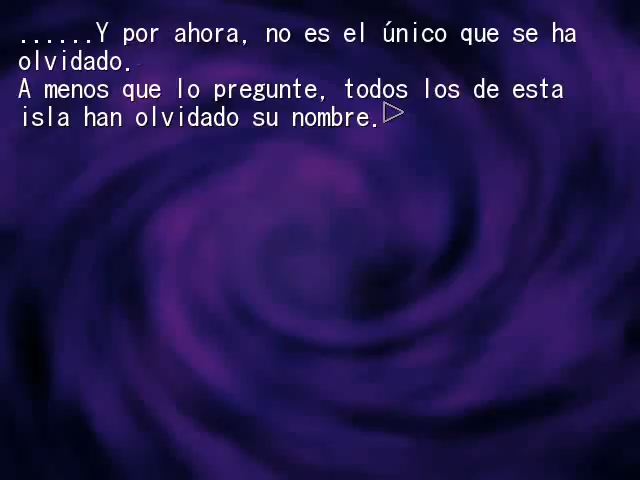 ......Y por ahora, no es el único que se ha
olvidado.
A menos que lo pregunte, todos los de esta
isla han olvidado su nombre.